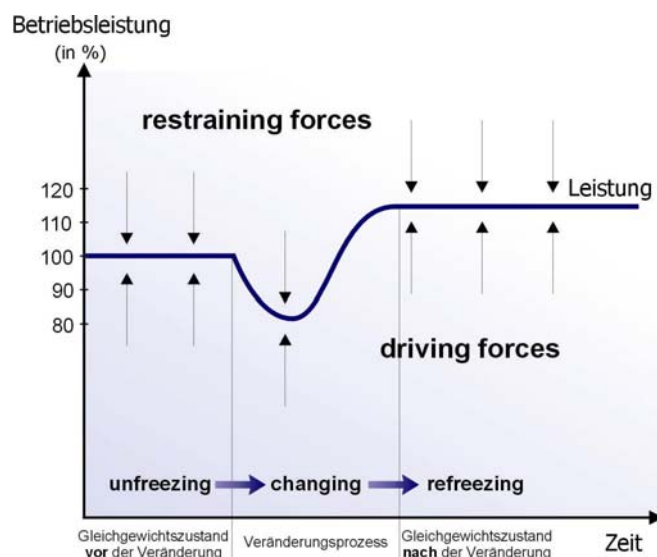 Betriebsleistung
(in %)
restraining forces
120
110
100
90
80
Leistung
driving forces
unfreezing changing refreezing
Gleichgewichtszustand
vor der Veränderung
Veränderungsprozess
Gleichgewichtszustand
nach der Veränderung
Zeit